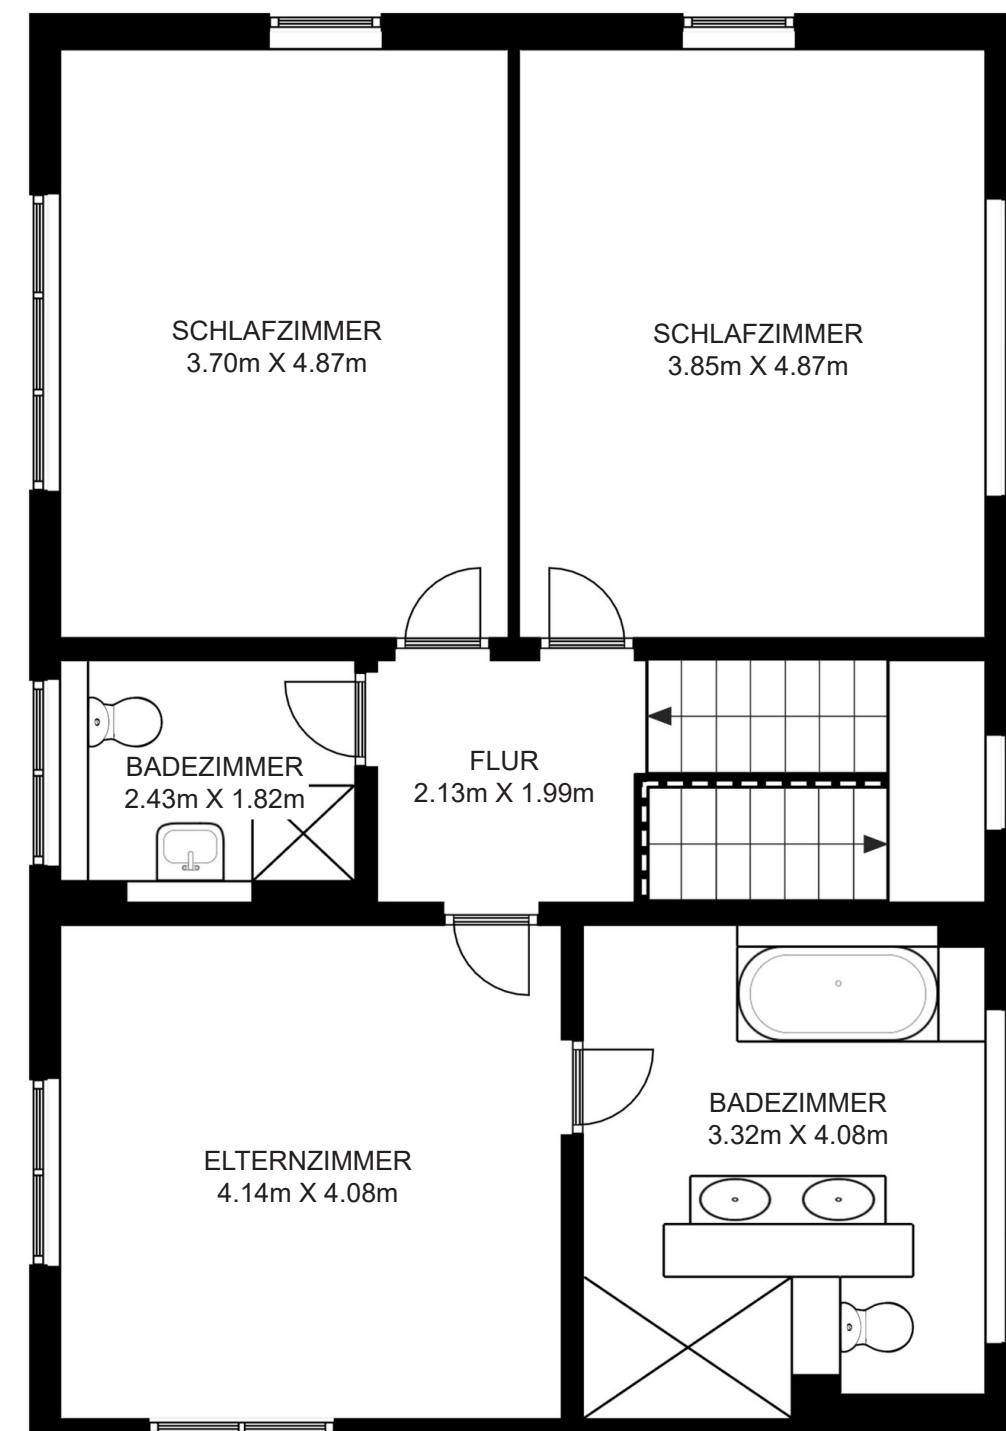 SCHLAFZIMMER
3.70m X 4.87m
SCHLAFZIMMER
3.85m X 4.87m
BADEZIMMER
2.43m X 1.82m
FLUR
2.13m X 1.99m
ELTERNZIMMER
4.14m X 4.08m
BADEZIMMER
3.32m X 4.08m